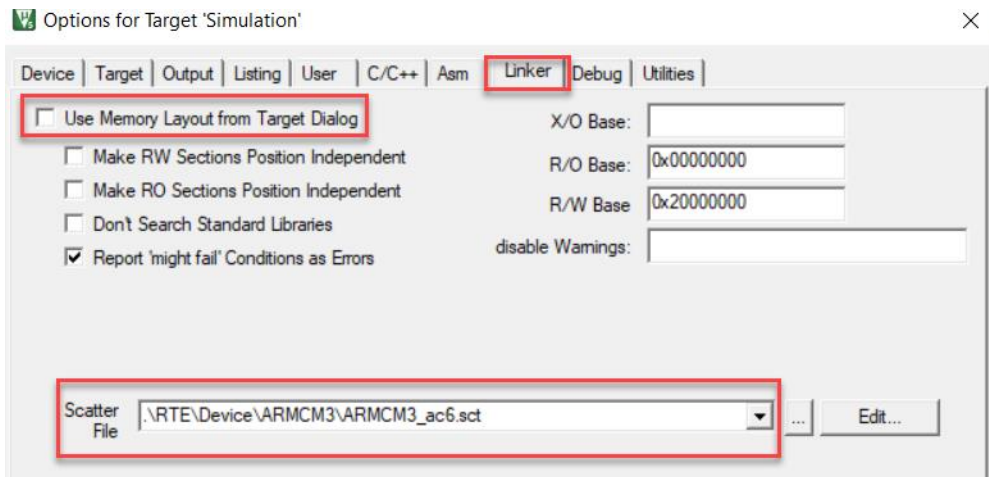 Options for Target 'Simulation'
Device Target Output Listing User C/C++ Asm Linker Debug Utilities
Use Memory Layout from Target Dialog
Make RW Sections Position Independent
Make RO Sections Position Independent
Don't Search Standard Libraries
Report 'might fail' Conditions as Errors
X/O Base:
R/O Base: 0x00000000
R/W Base 0x20000000
disable Warnings:
Scatter File .\RTE\Device\ARMCM3\ARMCM3_ac6.sct ... Edit...